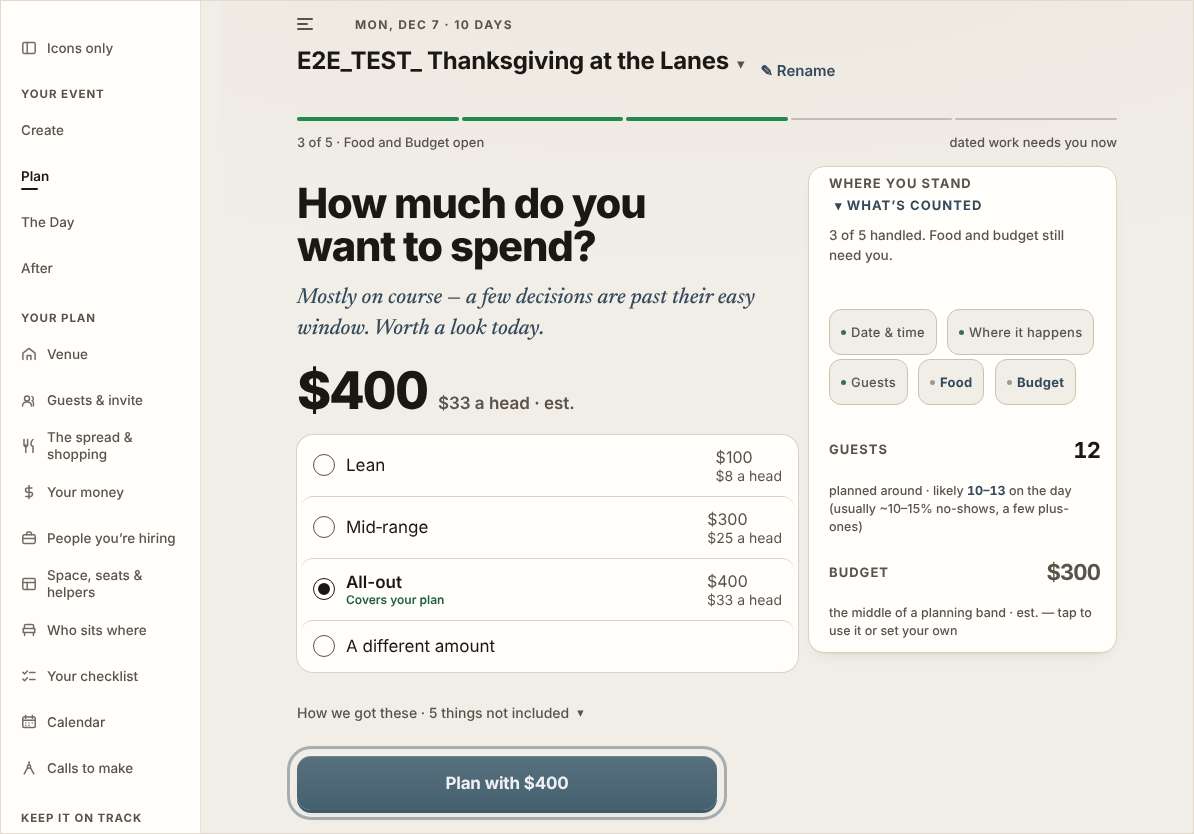 Icons only
YOUR EVENT
Create
Plan
The Day
After
YOUR PLAN
Venue
Guests & invite
The spread &
shopping
Your money
People you're hiring
Space, seats &
helpers
Who sits where
Your checklist
Calendar
Calls to make
KEEP IT ON TRACK
MON, DEC 7 · 10 DAYS
E2E_TEST_ Thanksgiving at the Lanes ▾
✎ Rename
3 of 5 · Food and Budget open
dated work needs you now
How much do you
want to spend?
Mostly on course — a few decisions are past their easy
window. Worth a look today.
$400 $33 a head · est.
Lean
$100
$8 a head
Mid-range
$300
$25 a head
All-out
Covers your plan
$400
$33 a head
A different amount
How we got these · 5 things not included ▾
Plan with $400
WHERE YOU STAND
▾ WHAT'S COUNTED
3 of 5 handled. Food and budget still
need you.
• Date & time
• Where it happens
• Guests
• Food
• Budget
GUESTS 12
planned around · likely 10–13 on the day
(usually ~10–15% no-shows, a few plus-
ones)
BUDGET $300
the middle of a planning band · est. — tap to
use it or set your own